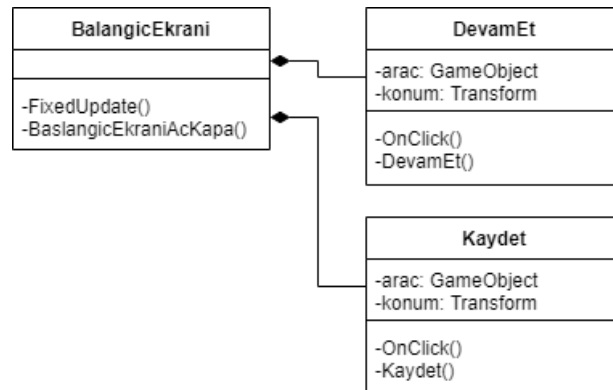 BalangicEkrani
-FixedUpdate()
-BaslangicEkraniAcKapa()
DevamEt
-arac: GameObject
-konum: Transform
-OnClick()
-DevamEt()
Kaydet
-arac: GameObject
-konum: Transform
-OnClick()
-Kaydet()